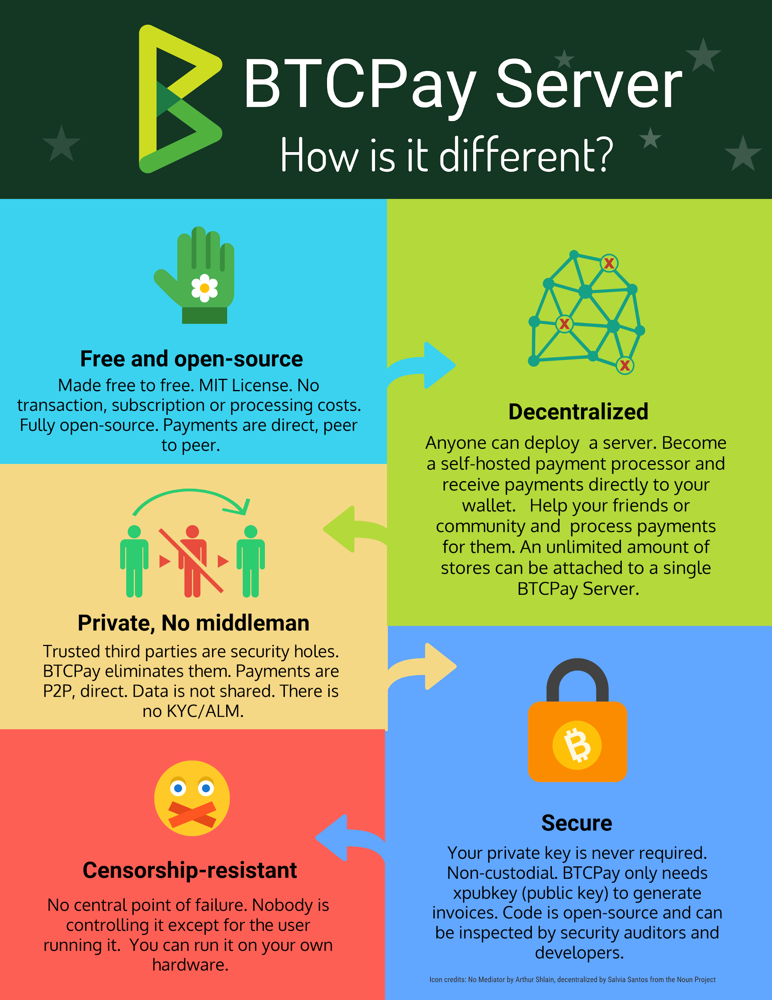 BTCPay Server
How is it different?
Free and open-source
Made free to free. MIT License. No
transaction, subscription or processing costs.
Fully open-source. Payments are direct, peer
to peer.
X
X
X
Decentralized
Anyone can deploy  a server. Become
a self-hosted payment processor and
receive payments directly to your
wallet.   Help your friends or
community and  process payments
for them. An unlimited amount of
stores can be attached to a single
BTCPay Server.
Private, No middleman
Trusted third parties are security holes.
BTCPay eliminates them. Payments are
P2P, direct. Data is not shared. There is
no KYC/ALM.
Secure
Your private key is never required.
Non-custodial. BTCPay only needs
xpubkey (public key) to generate
invoices. Code is open-source and can
be inspected by security auditors and
developers.
Censorship-resistant
No central point of failure. Nobody is
controlling it except for the user
running it.  You can run it on your own
hardware.
Icon credits: No Mediator by Arthur Shlain, decentralized by Salvia Santos from the Noun Project